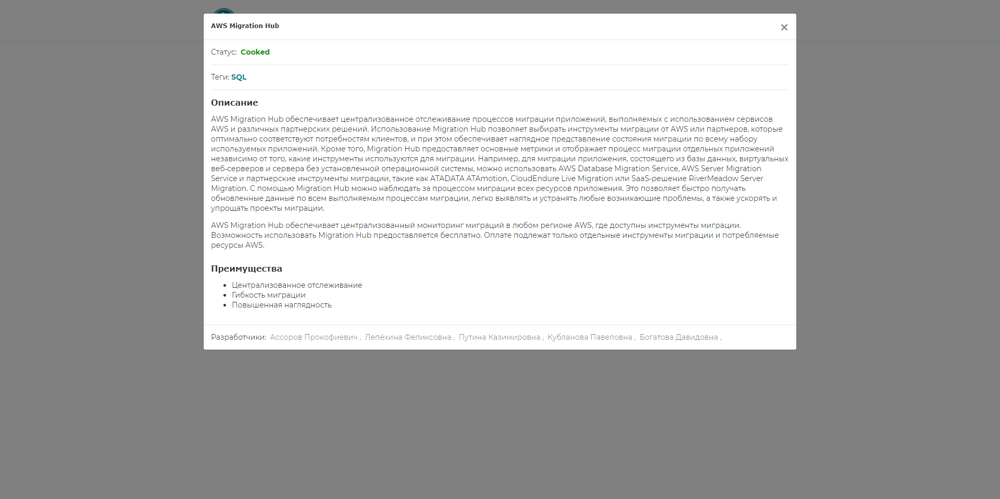 AWS Migration Hub
×
Статус: Cooked
Теги: SQL
Описание
AWS Migration Hub обеспечивает централизованное отслеживание процессов миграции приложений, выполняемых с использованием сервисов
AWS и различных партнерских решений. Использование Migration Hub позволяет выбирать инструменты миграции от AWS или партнеров, которые
оптимально соответствуют потребностям клиентов, и при этом обеспечивает наглядное представление состояния миграции по всему набору
используемых приложений. Кроме того, Migration Hub предоставляет основные метрики и отображает процесс миграции отдельных приложений
независимо от того, какие инструменты используются для миграции. Например, для миграции приложения, состоящего из базы данных, виртуальных
веб-серверов и сервера без установленной операционной системы, можно использовать AWS Database Migration Service, AWS Server Migration
Service и партнерские инструменты миграции, такие как ATADATA ATAmotion, CloudEndure Live Migration или SaaS-решение RiverMeadow Server
Migration. С помощью Migration Hub можно наблюдать за процессом миграции всех ресурсов приложения. Это позволяет быстро получать
обновленные данные по всем выполняемым процессам миграции, легко выявлять и устранять любые возникающие проблемы, а также ускорять и
упрощать проекты миграции.
AWS Migration Hub обеспечивает централизованный мониторинг миграций в любом регионе AWS, где доступны инструменты миграции.
Возможность использовать Migration Hub предоставляется бесплатно. Оплате подлежат только отдельные инструменты миграции и потребляемые
ресурсы AWS.
Преимущества
• Централизованное отслеживание
• Гибкость миграции
• Повышенная наглядность
Разработчики: Ассоров Прокофиевич , Лепёхина Феликсовна , Путина Казимировна , Кубланова Павеловна , Богатова Давидовна ,